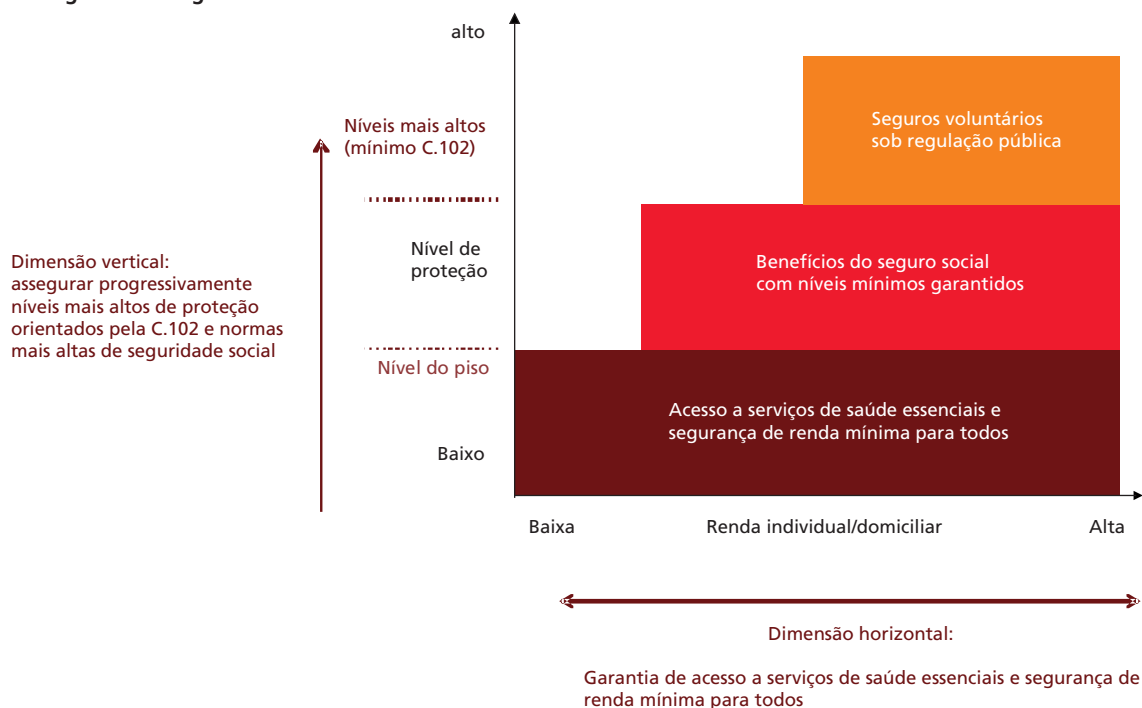 alto
Níveis mais altos
(mínimo C.102)
Seguros voluntários
sob regulação pública
Dimensão vertical:
assegurar progressivamente
níveis mais altos de proteção
orientados pela C.102 e normas
mais altas de seguridade social
Nível de
proteção
Benefícios do seguro social
com níveis mínimos garantidos
Nível do piso
Acesso a serviços de saúde essenciais e
segurança de renda mínima para todos
Baixo
Baixa
Renda individual/domiciliar
Alta
Dimensão horizontal:
Garantia de acesso a serviços de saúde essenciais e segurança de
renda mínima para todos